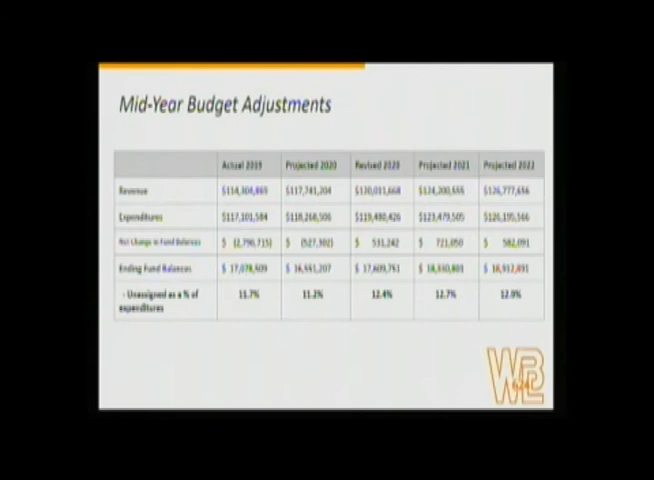 Mid-Year Budget Adjustments
Actual 2019 Projected 2020 Revised 2020 Projected 2021 Projected 2022
Revenue $114,304,869 $117,741,204 $120,011,668 $124,200,555 $126,777,656
Expenditures $117,101,584 $118,268,506 $119,480,426 $123,479,505 $126,195,566
Net Change in Fund Balances $ (2,796,715) $ (527,302) $ 531,242 $ 721,050 $ 582,091
Ending Fund Balances $ 17,078,509 $ 16,551,207 $ 17,609,751 $ 18,330,801 $ 18,912,891
- Unassigned as a % of 11.7% 11.2% 12.4% 12.7% 12.9%
expenditures
WBL
624